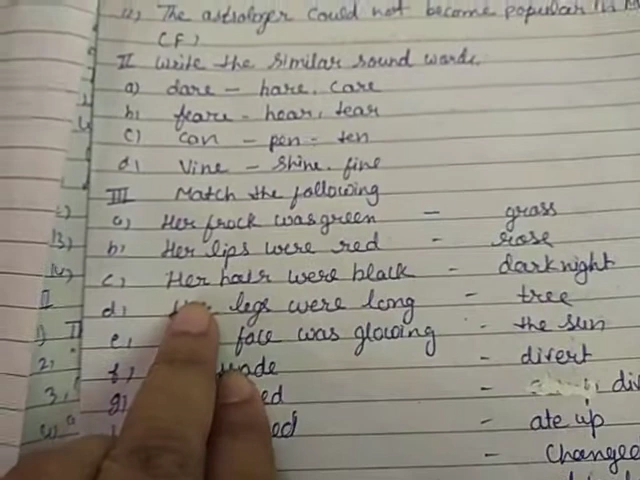 The astrologer could not become popular in
(F)
II Write the similar sound words.
a) dare - hare, care
b) feare - hear, tear
c) can - pen - ten
d) Vine - shine, fine
III Match the following
a) Her frock was green - grass
b) Her lips were red - rose
c) Her hair were black - dark night
d) legs were long - tree
e) face was glowing - the sun
f) - divert
g) -
- ate up
- Changed